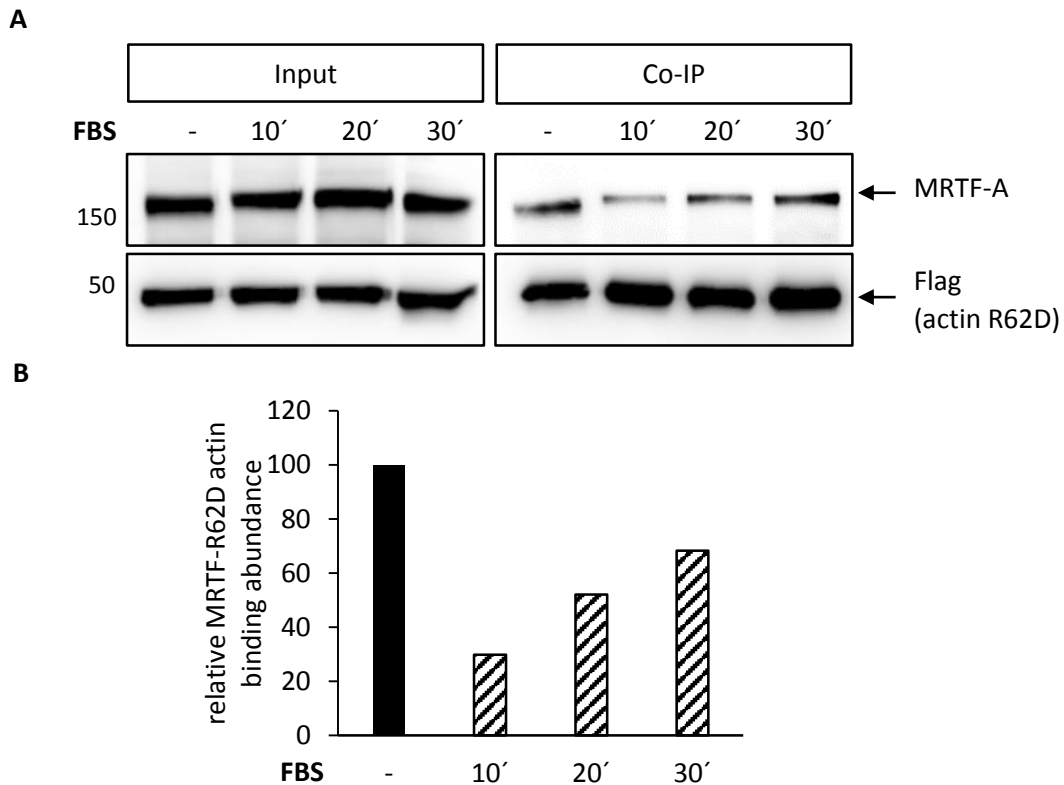 A
Input Co-IP
FBS - 10´ 20´ 30´ - 10´ 20´ 30´
150 MRTF-A
50 Flag
(actin R62D)
B
relative MRTF-R62D actin
binding abundance
120
100
80
60
40
20
0
FBS - 10´ 20´ 30´